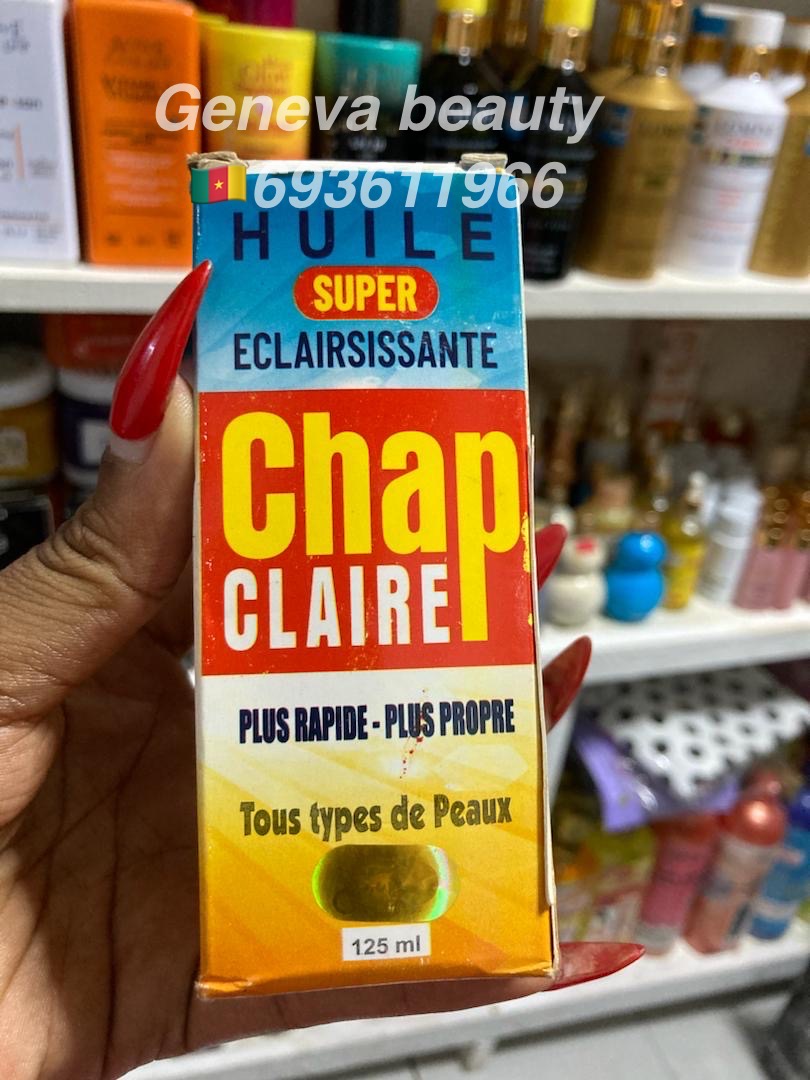 Geneva beauty
🇨🇲693611966
HUILE
SUPER
ECLAIRSISSANTE
Chap
CLAIRE
PLUS RAPIDE - PLUS PROPRE
Tous types de Peaux
125 ml